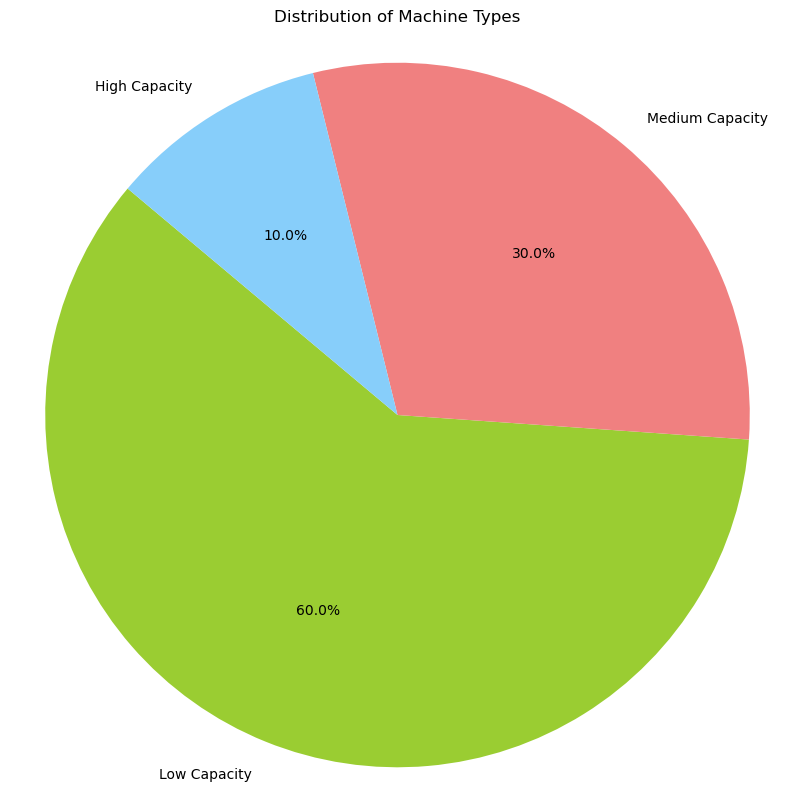 Distribution of Machine Types
High Capacity
Medium Capacity
10.0%
30.0%
60.0%
Low Capacity